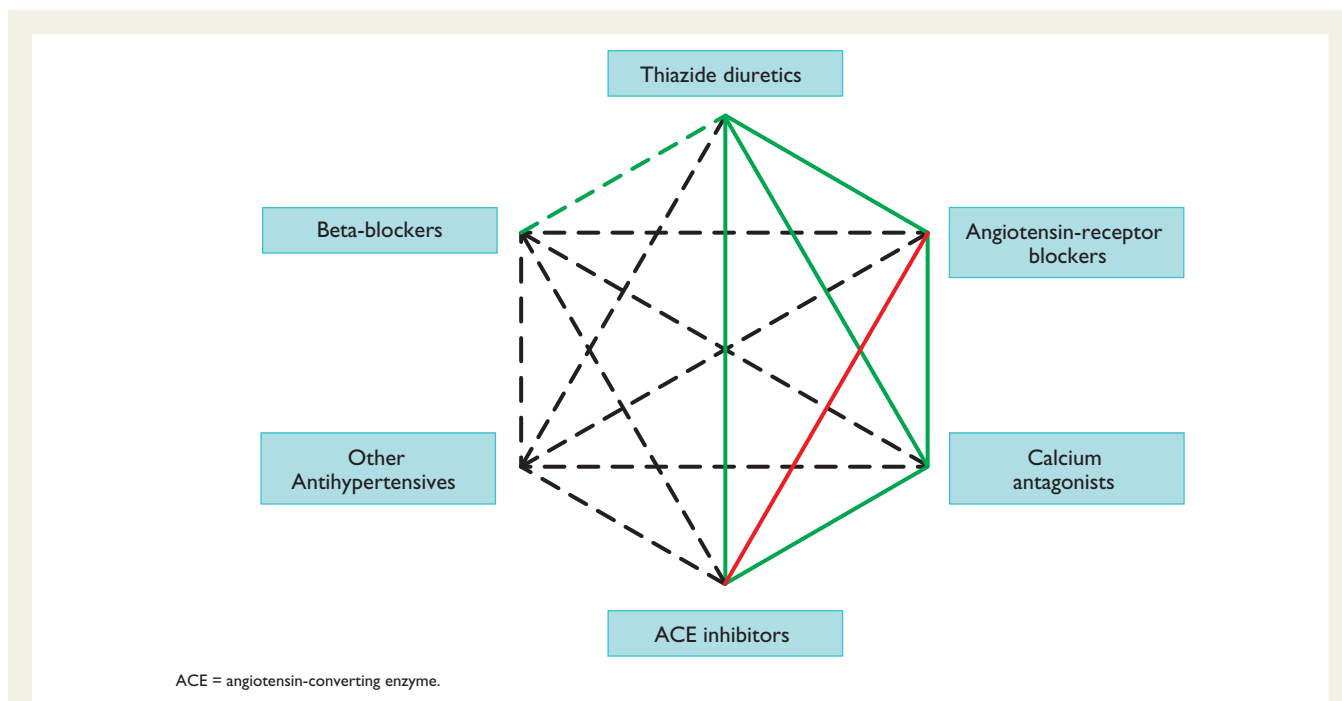 Thiazide diuretics
Beta-blockers
Angiotensin-receptor
blockers
Other
Antihypertensives
Calcium
antagonists
ACE inhibitors
ACE = angiotensin-converting enzyme.